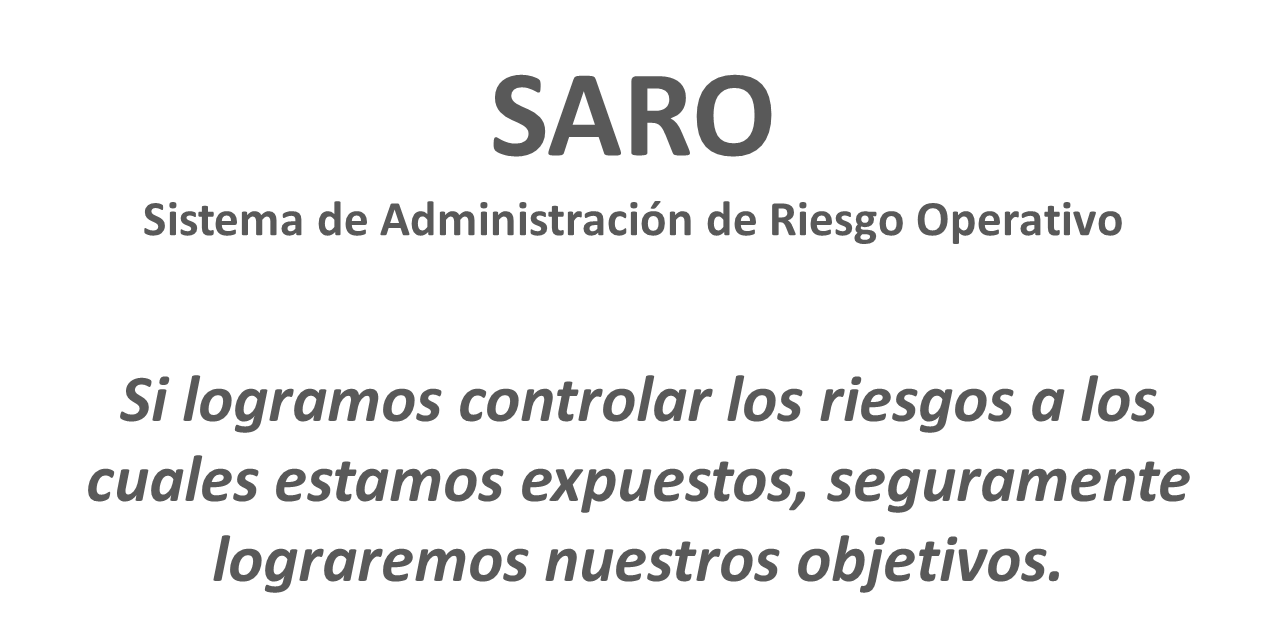 SARO
Sistema de Administración de Riesgo Operativo
Si logramos controlar los riesgos a los
cuales estamos expuestos, seguramente
lograremos nuestros objetivos.